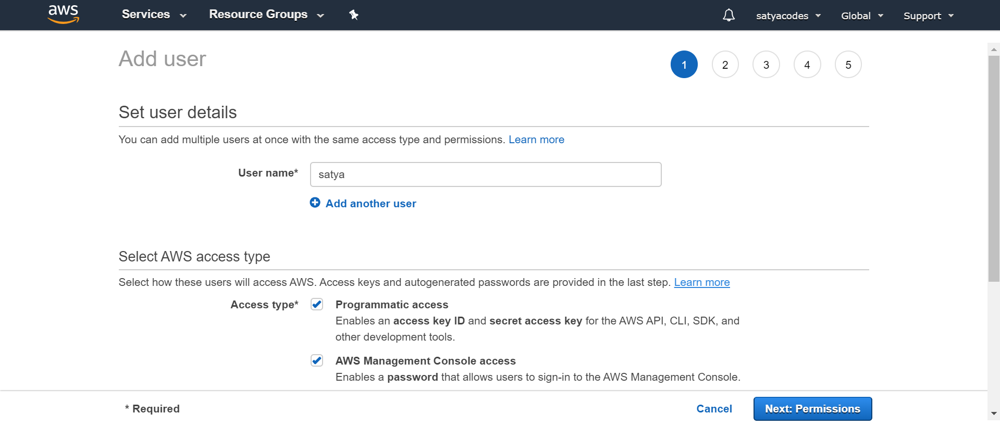 aws Services Resource Groups satyacodes Global Support
Add user
1 2 3 4 5
Set user details
You can add multiple users at once with the same access type and permissions. Learn more
User name* satya
Add another user
Select AWS access type
Select how these users will access AWS. Access keys and autogenerated passwords are provided in the last step. Learn more
Access type* Programmatic access
Enables an access key ID and secret access key for the AWS API, CLI, SDK, and
other development tools.
AWS Management Console access
Enables a password that allows users to sign-in to the AWS Management Console.
* Required Cancel Next: Permissions